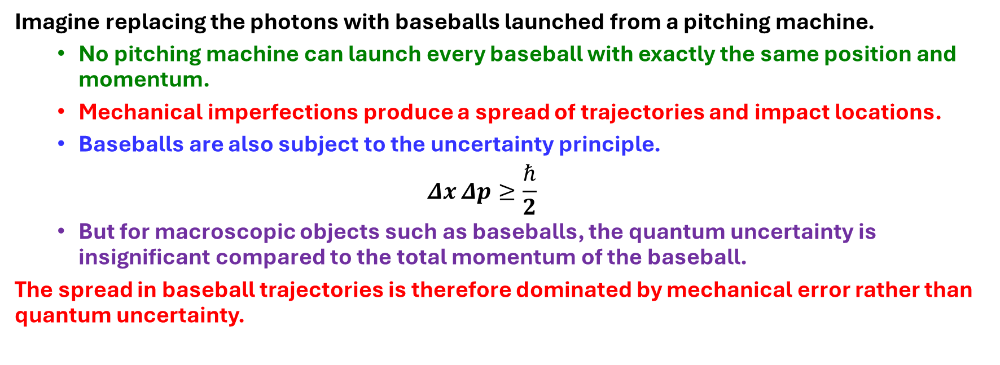 Imagine replacing the photons with baseballs launched from a pitching machine.
• No pitching machine can launch every baseball with exactly the same position and
momentum.
• Mechanical imperfections produce a spread of trajectories and impact locations.
• Baseballs are also subject to the uncertainty principle.
Δx Δp ≥ ħ/2
• But for macroscopic objects such as baseballs, the quantum uncertainty is
insignificant compared to the total momentum of the baseball.
The spread in baseball trajectories is therefore dominated by mechanical error rather than
quantum uncertainty.